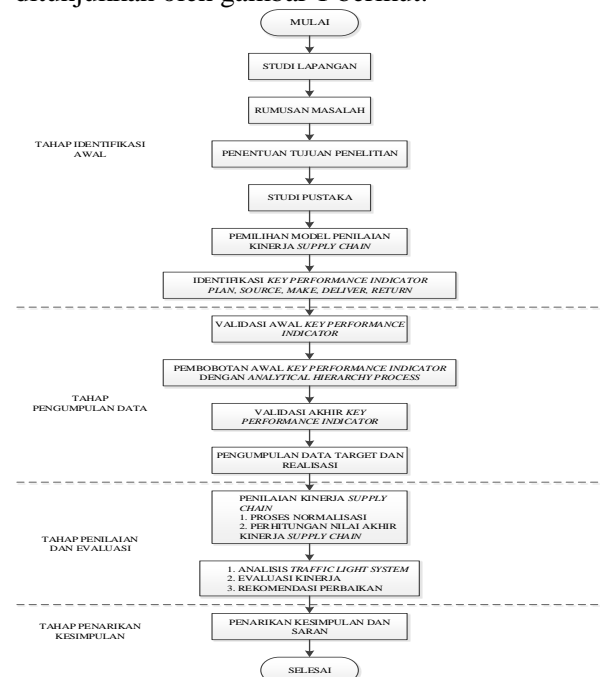 ditunjukkan oleh gambar 1 berikut.
MULAI
STUDI LAPANGAN
RUMUSAN MASALAH
TAHAP IDENTIFIKASI
AWAL
PENENTUAN TUJUAN PENELITIAN
STUDI PUSTAKA
PEMILIHAN MODEL PENILAIAN
KINERJA SUPPLY CHAIN
IDENTIFIKASI KEY PERFORMANCE INDICATOR
PLAN, SOURCE, MAKE, DELIVER, RETURN
VALIDASI AWAL KEY PERFORMANCE
INDICATOR
PEMBOBOTAN AWAL KEY PERFORMANCE INDICATOR
DENGAN ANALYTICAL HIERARCHY PROCESS
TAHAP
PENGUMPULAN DATA
VALIDASI AKHIR KEY
PERFORMANCE INDICATOR
PENGUMPULAN DATA TARGET DAN
REALISASI
PENILAIAN KINERJA SUPPLY
CHAIN
1. PROSES NORMALISASI
2. PERHITUNGAN NILAI AKHIR
KINERJA SUPPLY CHAIN
TAHAP PENILAIAN
DAN EVALUASI
1. ANALISIS TRAFFIC LIGHT SYSTEM
2. EVALUASI KINERJA
3. REKOMENDASI PERBAIKAN
TAHAP PENARIKAN
KESIMPULAN
PENARIKAN KESIMPULAN DAN
SARAN
SELESAI